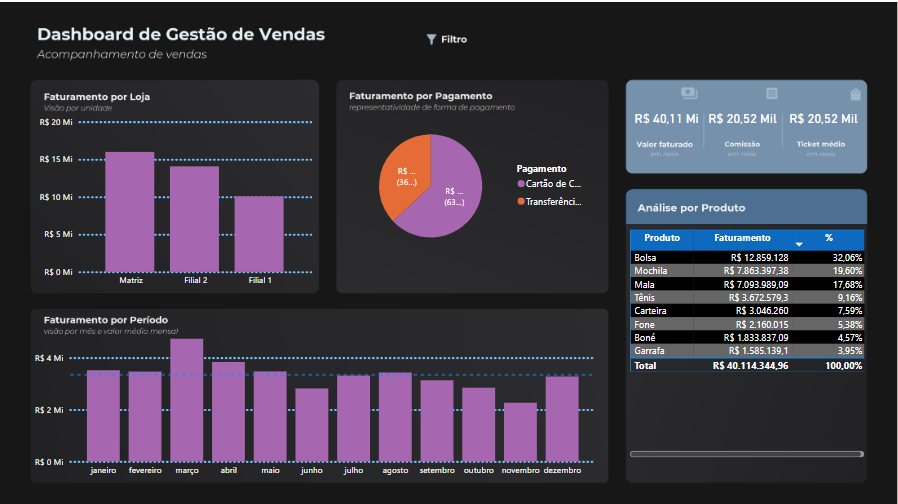 Dashboard de Gestão de Vendas
Acompanhamento de vendas
Filtro
Faturamento por Loja
Visão por unidade
R$ 20 Mi
R$ 15 Mi
R$ 10 Mi
R$ 5 Mi
R$ 0 Mi
Matriz Filial 2 Filial 1
Faturamento por Pagamento
representatividade de forma de pagamento
R$ ...
(36...)
R$ ...
(63...)
Pagamento
Cartão de C...
Transferênci...
R$ 40,11 Mi R$ 20,52 Mil R$ 20,52 Mil
Valor faturado Comissão Ticket médio
em reais em reais em reais
Análise por Produto
Produto Faturamento %
Bolsa R$ 12.859.128 32,06%
Mochila R$ 7.863.397,38 19,60%
Mala R$ 7.093.989,09 17,68%
Tênis R$ 3.672.579,3 9,16%
Carteira R$ 3.046.260 7,59%
Fone R$ 2.160.015 5,38%
Boné R$ 1.833.837,09 4,57%
Garrafa R$ 1.585.139,1 3,95%
Total R$ 40.114.344,96 100,00%
Faturamento por Período
visão por mês e valor médio mensal
R$ 4 Mi
R$ 2 Mi
R$ 0 Mi
janeiro fevereiro março abril maio junho julho agosto setembro outubro novembro dezembro